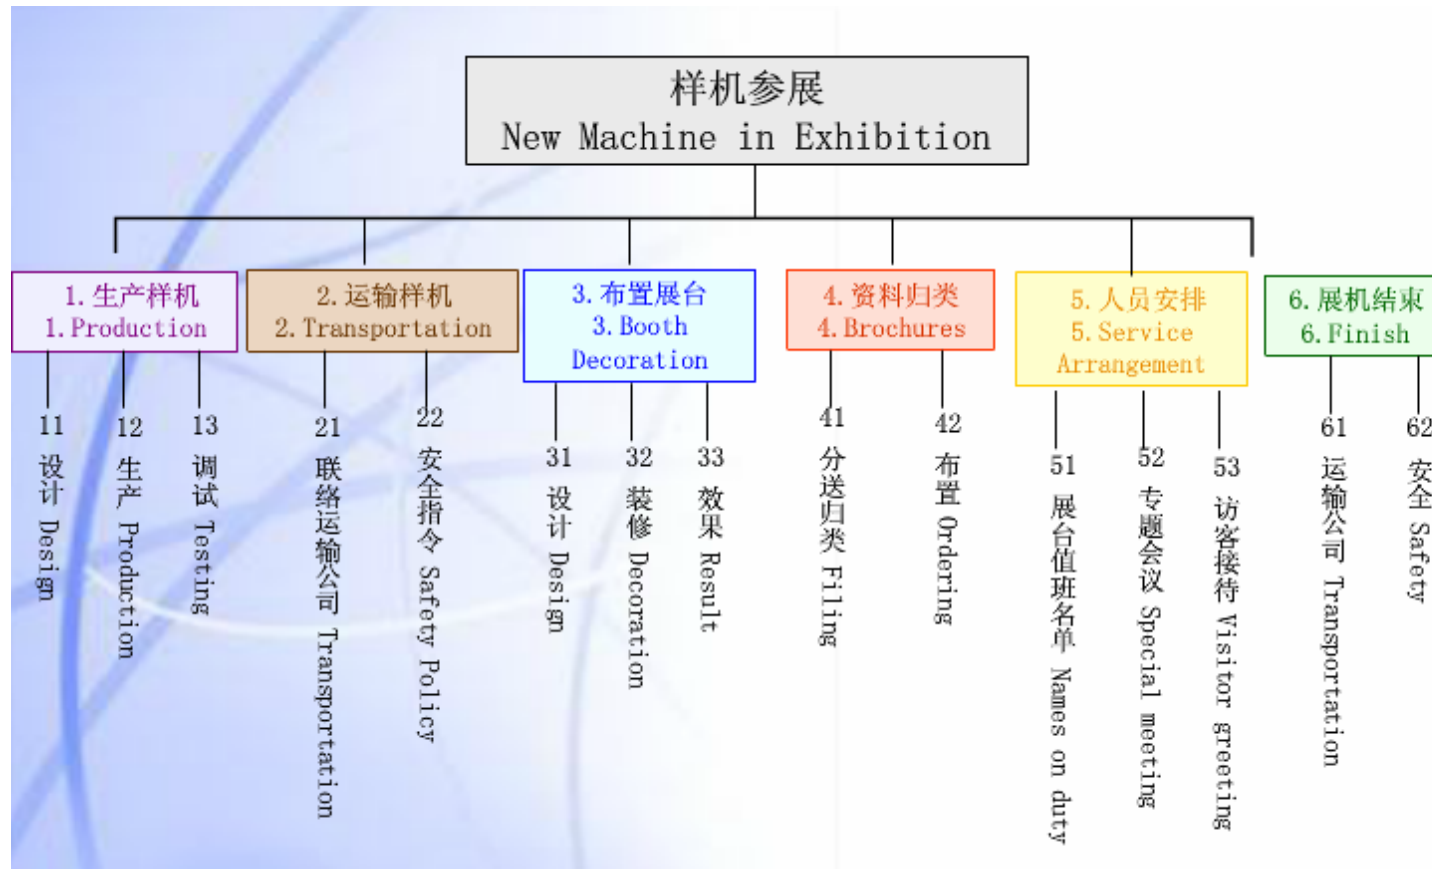 样机参展
New Machine in Exhibition
1.生产样机
1.Production
2.运输样机
2.Transportation
3.布置展台
3.Booth
Decoration
4.资料归类
4.Brochures
5.人员安排
5.Service
Arrangement
6.展机结束
6.Finish
11 设计 Design
12 生产 Production
13 调试 Testing
21 联络运输公司 Transportation
22 安全指令 Safety Policy
31 设计 Design
32 装修 Decoration
33 效果 Result
41 分送归类 Filing
42 布置 Ordering
51 展台值班名单 Names on duty
52 专题会议 Special meeting
53 访客接待 Visitor greeting
61 运输公司 Transportation
62 安全 Safety